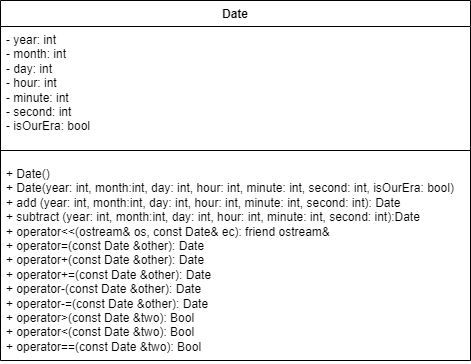 Date
- year: int
- month: int
- day: int
- hour: int
- minute: int
- second: int
- isOurEra: bool
+ Date()
+ Date(year: int, month:int, day: int, hour: int, minute: int, second: int, isOurEra: bool)
+ add (year: int, month:int, day: int, hour: int, minute: int, second: int): Date
+ subtract (year: int, month:int, day: int, hour: int, minute: int, second: int):Date
+ operator<<(ostream& os, const Date& ec): friend ostream&
+ operator=(const Date &other): Date
+ operator+(const Date &other): Date
+ operator+=(const Date &other): Date
+ operator-(const Date &other): Date
+ operator-=(const Date &other): Date
+ operator>(const Date &two): Bool
+ operator<(const Date &two): Bool
+ operator==(const Date &two): Bool